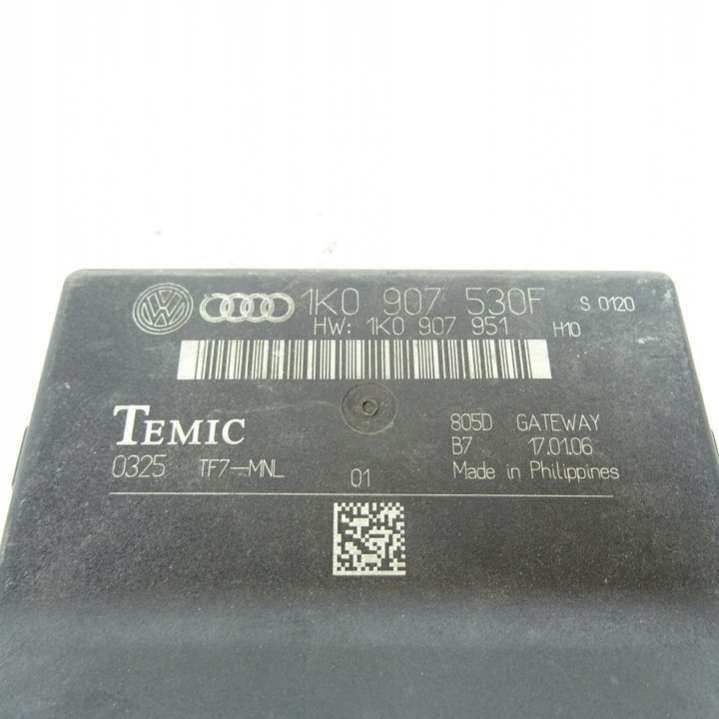 1K0 907 530F S 0120
HW: 1K0 907 951 H10
TEMIC 805D GATEWAY
B7 17.01.06
0325 TF7-MNL 01 Made in Philippines